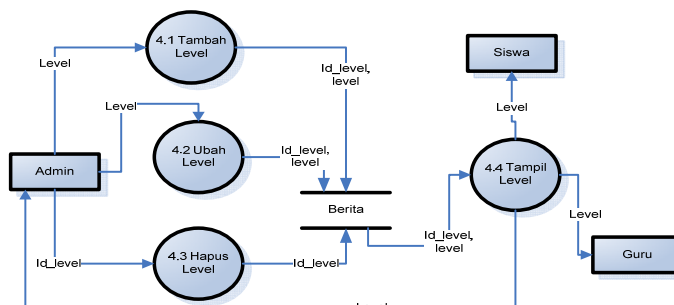 4.1 Tambah
Level
Siswa
Level
Id_level,
level
Level
Level
4.2 Ubah
Level
Id_level,
level
4.4 Tampil
Level
Admin
Berita
Level
Id_level,
level
4.3 Hapus
Level
Id_level
Id_level
Guru